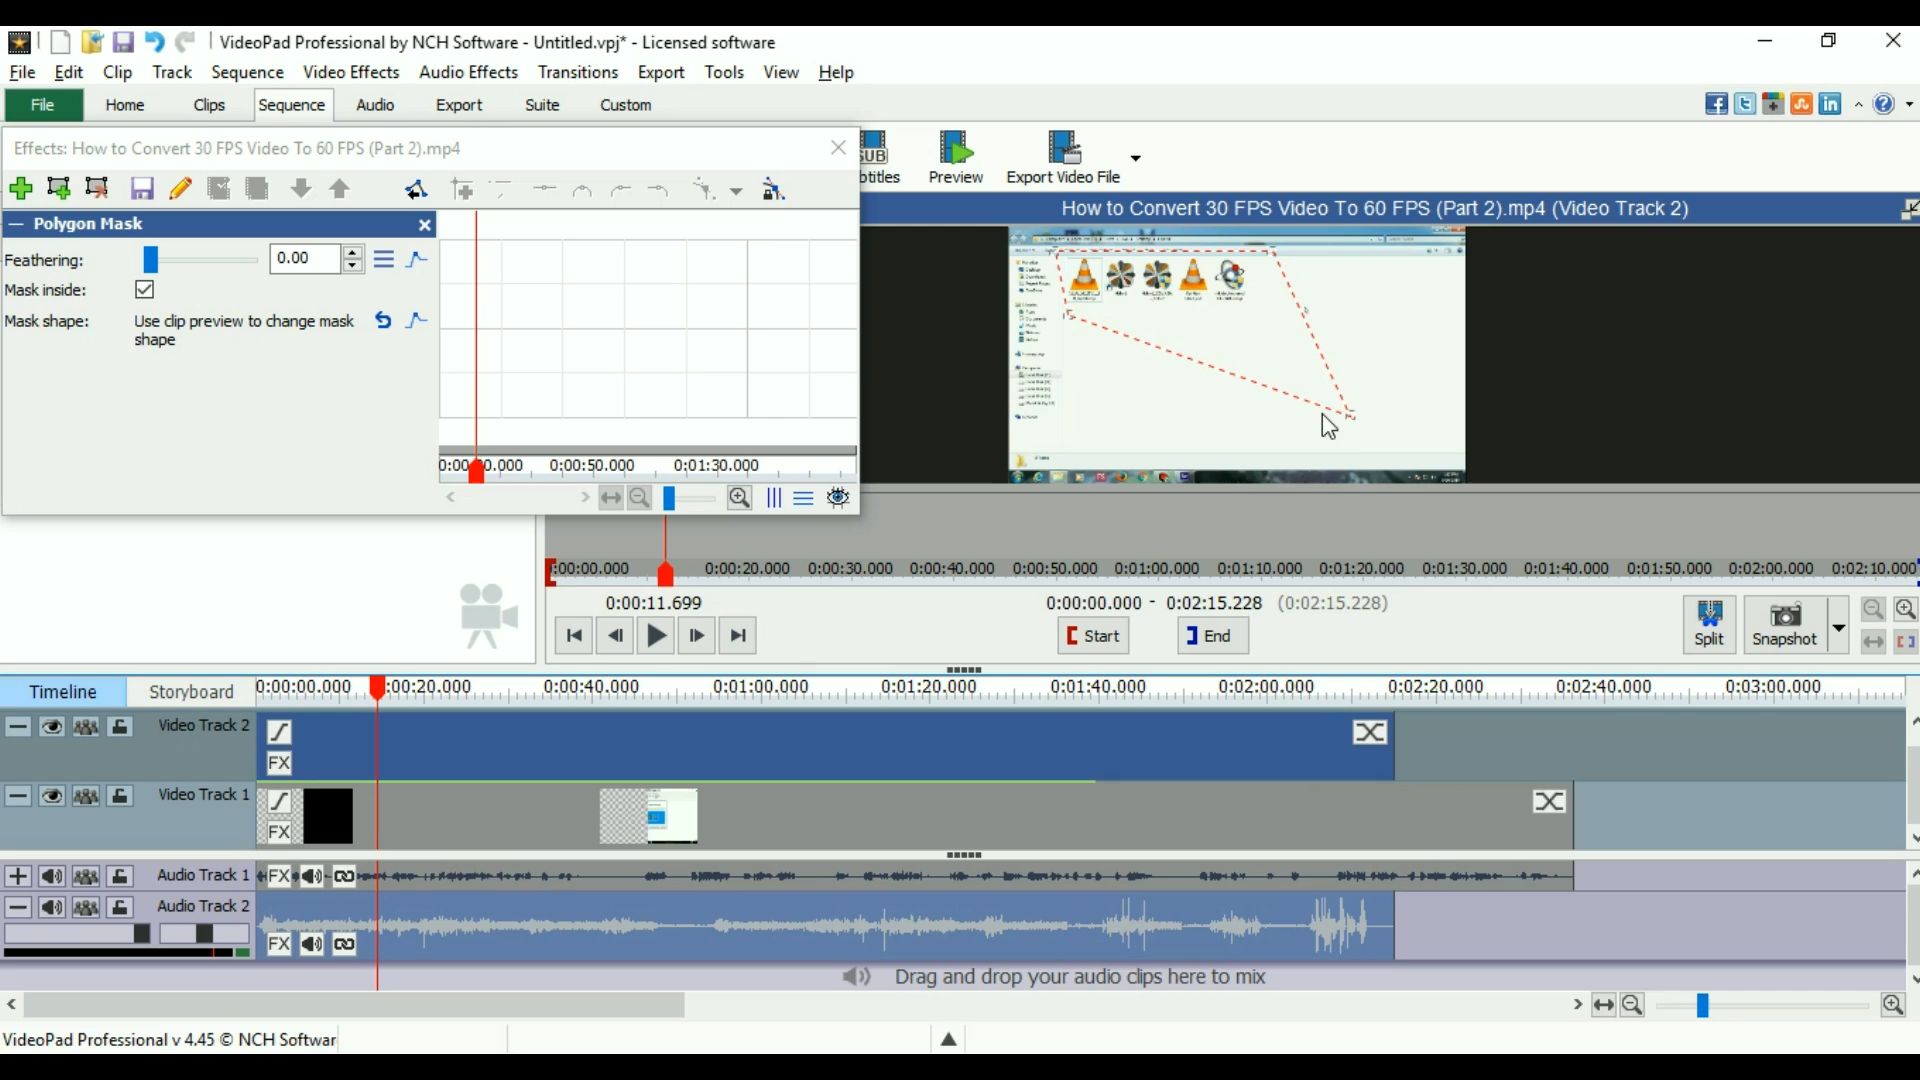 VideoPad Professional by NCH Software - Untitled.vpj* - Licensed software
File Edit Clip Track Sequence Video Effects Audio Effects Transitions Export Tools View Help
File Home Clips Sequence Audio Export Suite Custom
Effects: How to Convert 30 FPS Video To 60 FPS (Part 2).mp4
SUB
btitles Preview Export Video File
How to Convert 30 FPS Video To 60 FPS (Part 2).mp4 (Video Track 2)
Polygon Mask
Feathering: 0.00
Mask inside:
Mask shape: Use clip preview to change mask
shape
0:00:50.000 0:01:30.000
0:00:00.000 0:00:20.000 0:00:30.000 0:00:40.000 0:00:50.000 0:01:00.000 0:01:10.000 0:01:20.000 0:01:30.000 0:01:40.000 0:01:50.000 0:02:00.000 0:02:10.000
0:00:11.699 0:00:00.000 - 0:02:15.228 (0:02:15.228)
Start End Split Snapshot
Timeline Storyboard 0:00:00.000 :00:20.000 0:00:40.000 0:01:00.000 0:01:20.000 0:01:40.000 0:02:00.000 0:02:20.000 0:02:40.000 0:03:00.000
Video Track 2
FX
Video Track 1
FX
Audio Track 1 FX
Audio Track 2
FX
Drag and drop your audio clips here to mix
VideoPad Professional v 4.45 © NCH Softwar